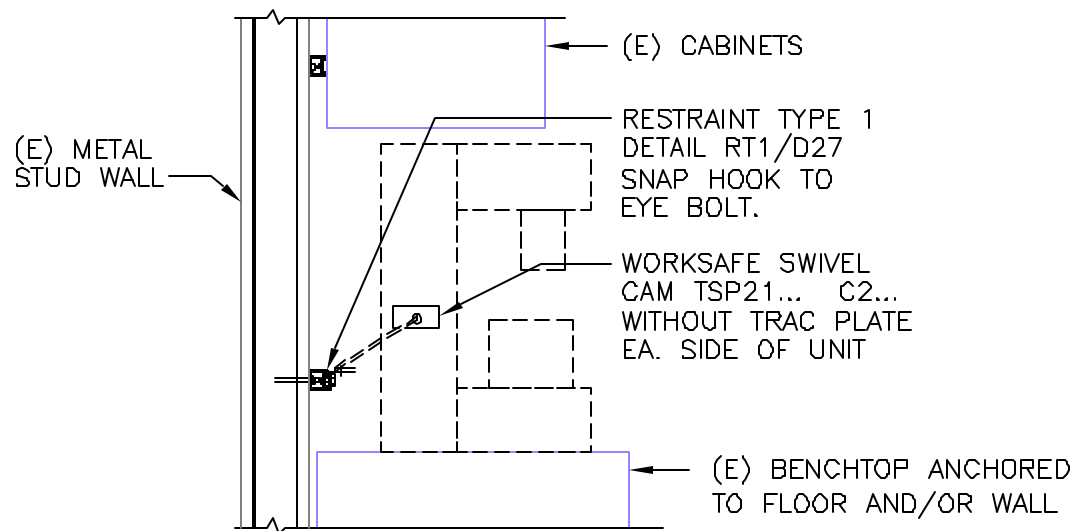 (E) CABINETS
RESTRAINT TYPE 1
DETAIL RT1/D27
SNAP HOOK TO
EYE BOLT.
(E) METAL
STUD WALL
WORKSAFE SWIVEL
CAM TSP21... C2...
WITHOUT TRAC PLATE
EA. SIDE OF UNIT
(E) BENCHTOP ANCHORED
TO FLOOR AND/OR WALL